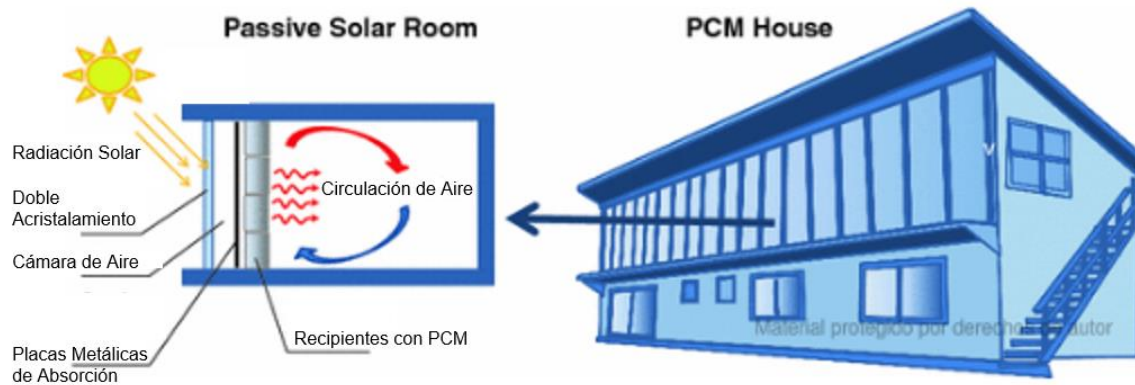 Passive Solar Room
PCM House
Radiación Solar
Doble
Acristalamiento
Circulación de Aire
Cámara de Aire
Recipientes con PCM
Placas Metálicas
de Absorción
Material protegido por derechos de autor